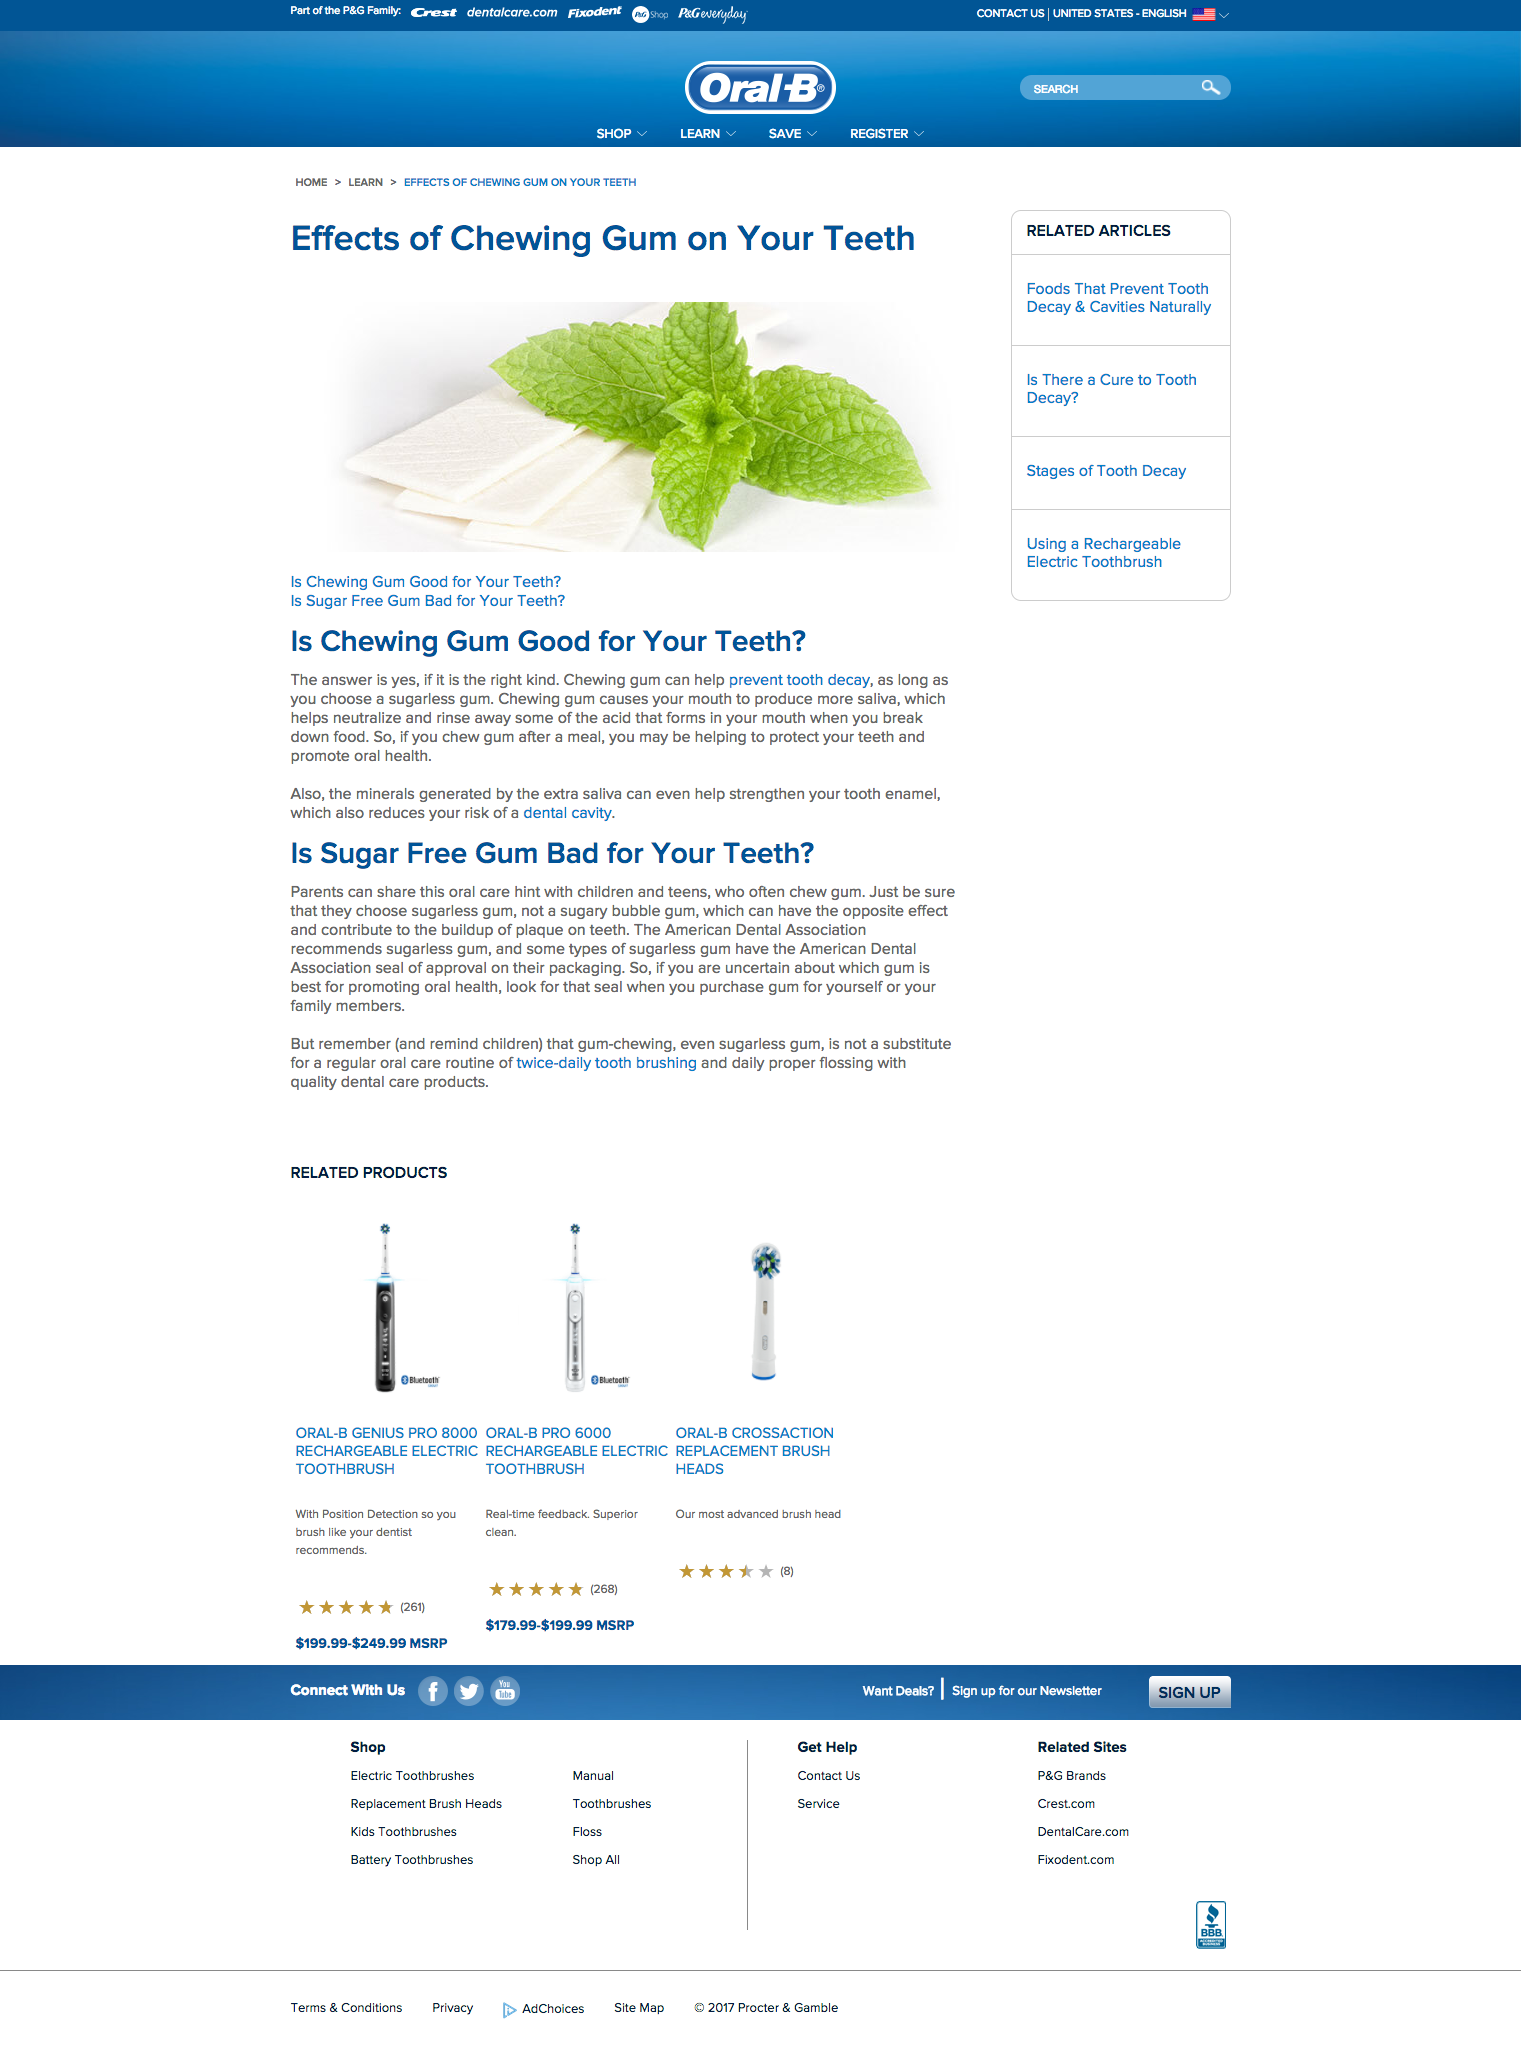 Part of the P&G Family: Crest dentalcare.com Fixodent P&G Shop P&G everyday
CONTACT US | UNITED STATES - ENGLISH
Oral-B®
SEARCH
SHOP LEARN SAVE REGISTER
HOME > LEARN > EFFECTS OF CHEWING GUM ON YOUR TEETH
Effects of Chewing Gum on Your Teeth
Is Chewing Gum Good for Your Teeth?
Is Sugar Free Gum Bad for Your Teeth?
Is Chewing Gum Good for Your Teeth?
The answer is yes, if it is the right kind. Chewing gum can help prevent tooth decay, as long as
you choose a sugarless gum. Chewing gum causes your mouth to produce more saliva, which
helps neutralize and rinse away some of the acid that forms in your mouth when you break
down food. So, if you chew gum after a meal, you may be helping to protect your teeth and
promote oral health.
Also, the minerals generated by the extra saliva can even help strengthen your tooth enamel,
which also reduces your risk of a dental cavity.
Is Sugar Free Gum Bad for Your Teeth?
Parents can share this oral care hint with children and teens, who often chew gum. Just be sure
that they choose sugarless gum, not a sugary bubble gum, which can have the opposite effect
and contribute to the buildup of plaque on teeth. The American Dental Association
recommends sugarless gum, and some types of sugarless gum have the American Dental
Association seal of approval on their packaging. So, if you are uncertain about which gum is
best for promoting oral health, look for that seal when you purchase gum for yourself or your
family members.
But remember (and remind children) that gum-chewing, even sugarless gum, is not a substitute
for a regular oral care routine of twice-daily tooth brushing and daily proper flossing with
quality dental care products.
RELATED ARTICLES
Foods That Prevent Tooth
Decay & Cavities Naturally
Is There a Cure to Tooth
Decay?
Stages of Tooth Decay
Using a Rechargeable
Electric Toothbrush
RELATED PRODUCTS
Bluetooth
ORAL-B GENIUS PRO 8000
RECHARGEABLE ELECTRIC
TOOTHBRUSH
With Position Detection so you
brush like your dentist
recommends.
(261)
$199.99-$249.99 MSRP
Bluetooth
ORAL-B PRO 6000
RECHARGEABLE ELECTRIC
TOOTHBRUSH
Real-time feedback. Superior
clean.
(268)
$179.99-$199.99 MSRP
ORAL-B CROSSACTION
REPLACEMENT BRUSH
HEADS
Our most advanced brush head
(8)
Connect With Us
You
Tube
Want Deals? | Sign up for our Newsletter
SIGN UP
Shop
Electric Toothbrushes
Replacement Brush Heads
Kids Toothbrushes
Battery Toothbrushes
Manual
Toothbrushes
Floss
Shop All
Get Help
Contact Us
Service
Related Sites
P&G Brands
Crest.com
DentalCare.com
Fixodent.com
BBB
Terms & Conditions
Privacy
AdChoices
Site Map
© 2017 Procter & Gamble